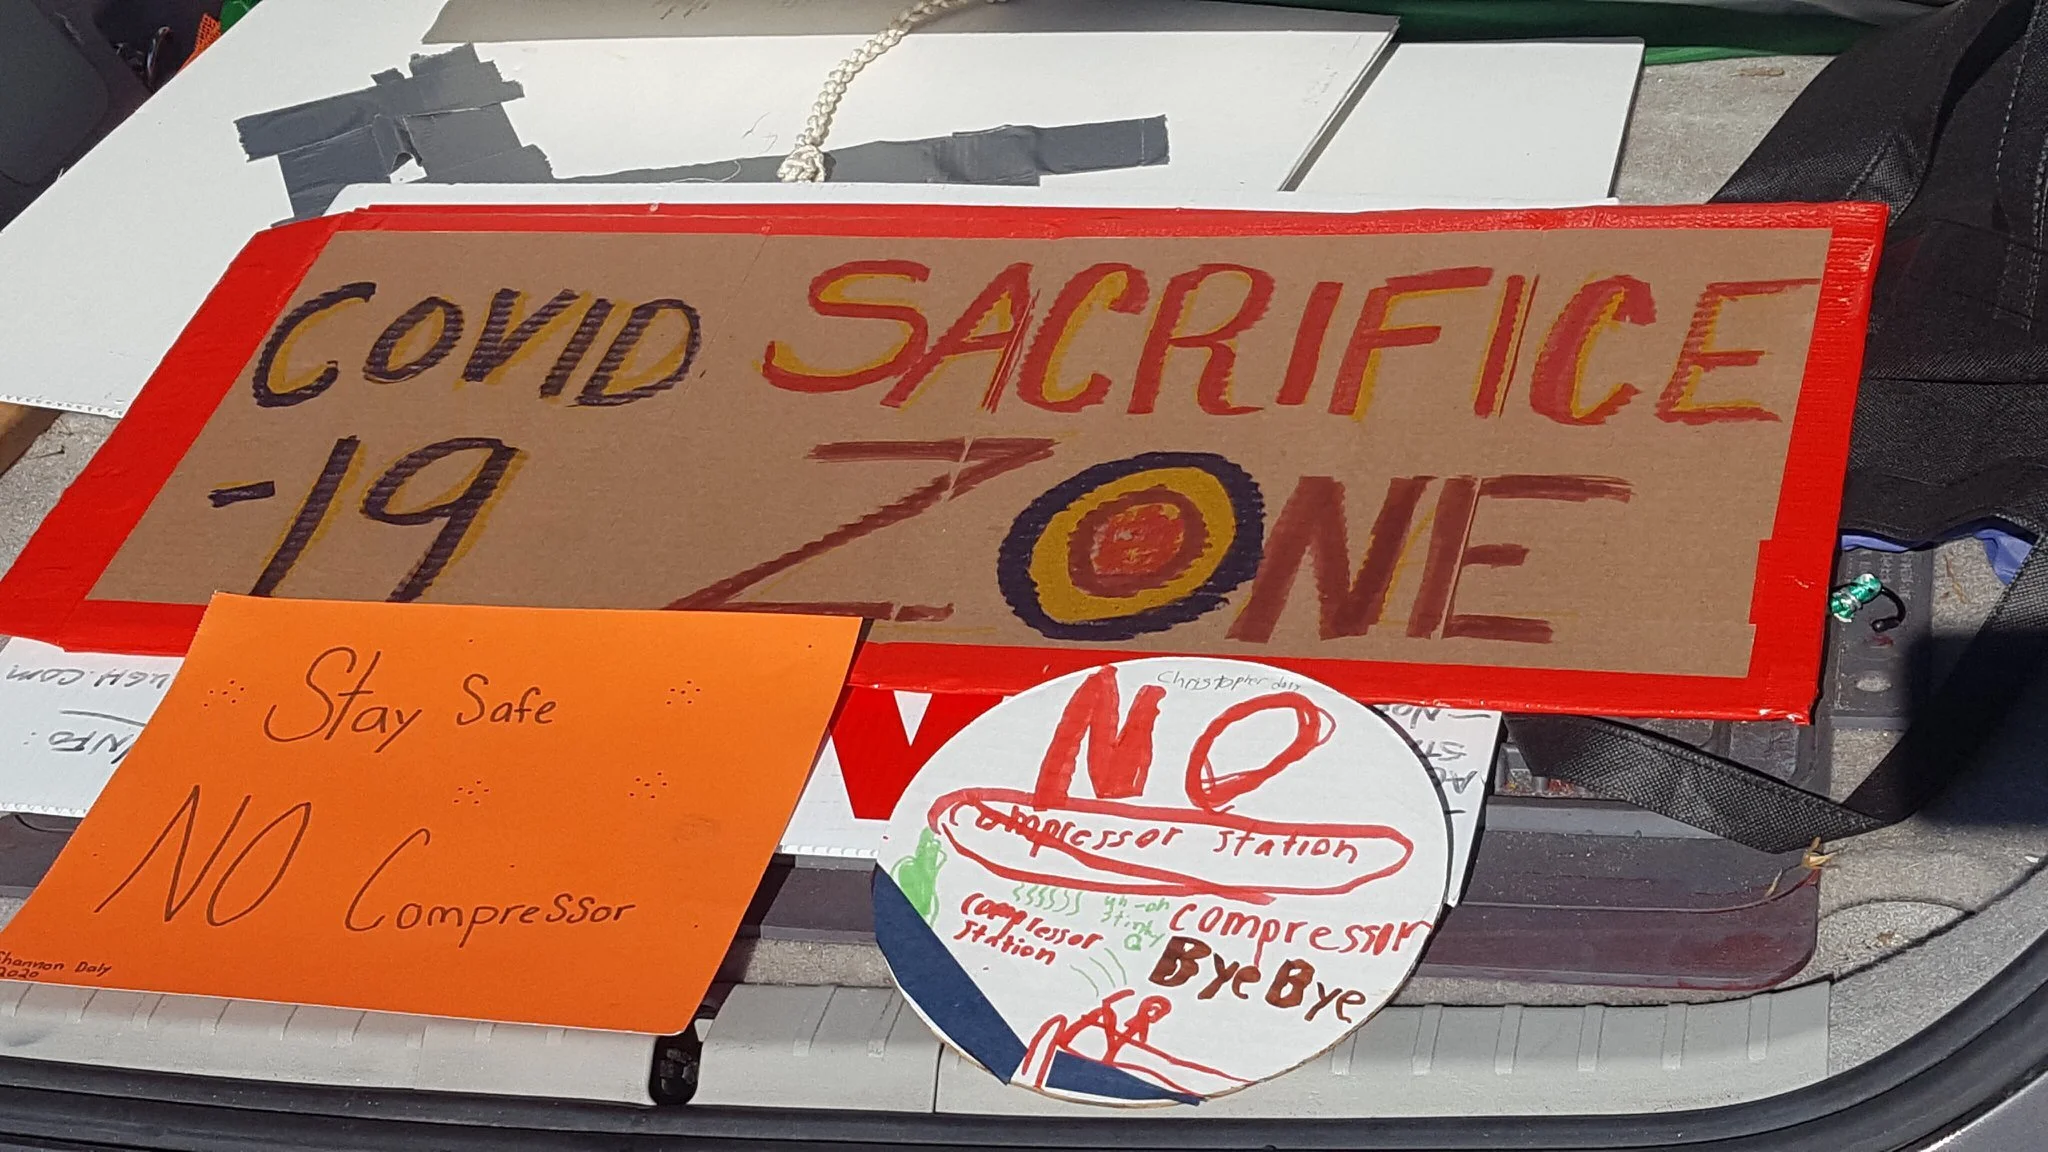 COVID SACRIFICE
-19 ZONE
Stay Safe
NO Compressor
Shannon Daly
2020
Christopher daly
NO
compressor station
uh-oh
stinky
compressor
station
compressor
Bye Bye
INFO: